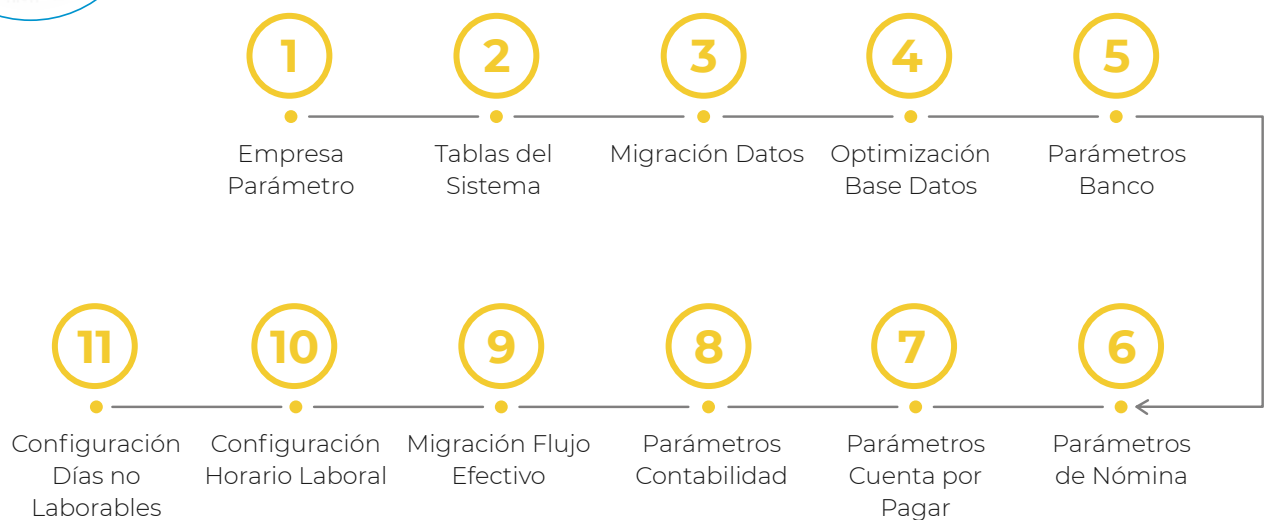 1
2
3
4
5
Empresa
Parámetro
Tablas del
Sistema
Migración Datos
Optimización
Base Datos
Parámetros
Banco
11
10
9
8
7
6
Configuración
Días no
Laborables
Configuración
Horario Laboral
Migración Flujo
Efectivo
Parámetros
Contabilidad
Parámetros
Cuenta por
Pagar
Parámetros
de Nómina